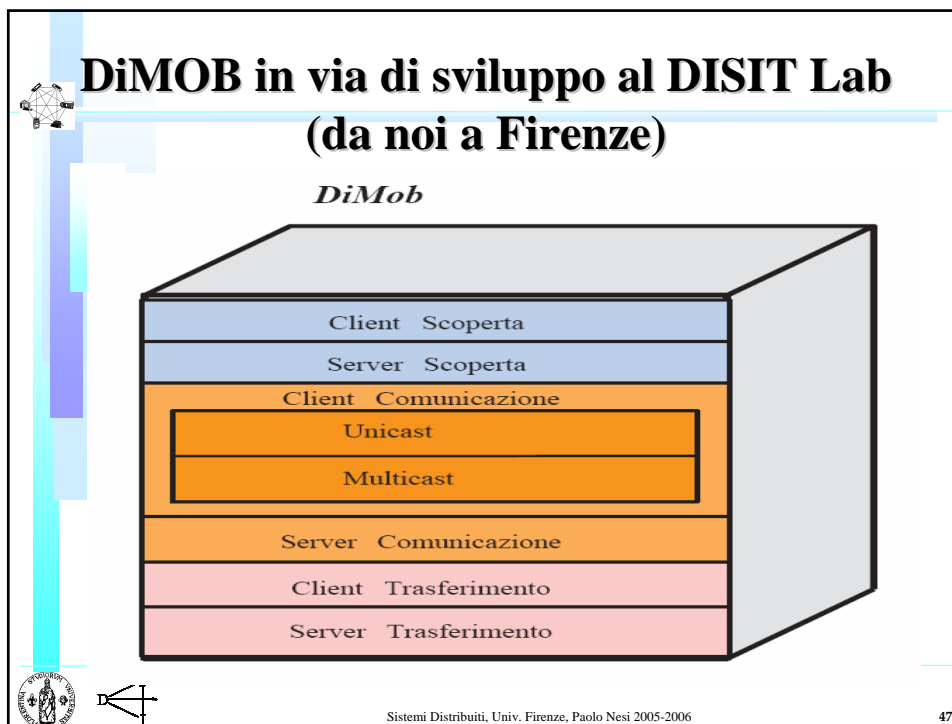 DiMOB in via di sviluppo al DISIT Lab
(da noi a Firenze)
DiMob
Client Scoperta
Server Scoperta
Client Comunicazione
Unicast
Multicast
Server Comunicazione
Client Trasferimento
Server Trasferimento
Sistemi Distribuiti, Univ. Firenze, Paolo Nesi 2005-2006
47